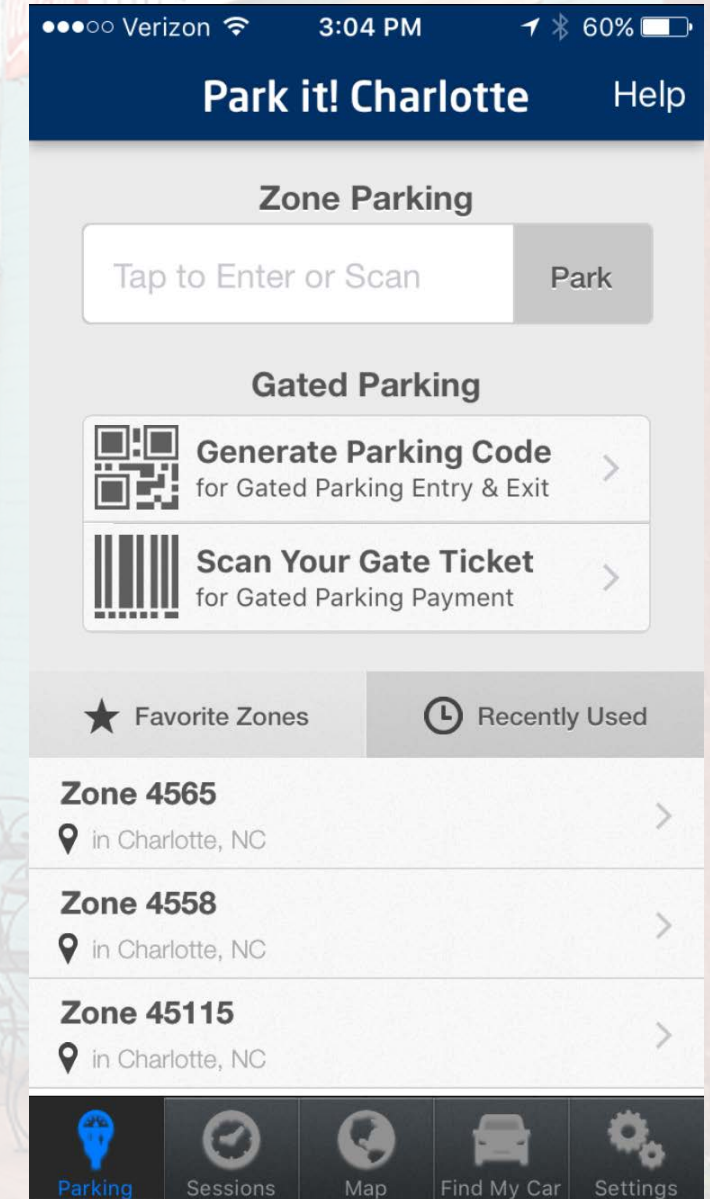 Verizon 3:04 PM 60%
Park it! Charlotte Help
Zone Parking
Tap to Enter or Scan Park
Gated Parking
Generate Parking Code
for Gated Parking Entry & Exit
Scan Your Gate Ticket
for Gated Parking Payment
Favorite Zones Recently Used
Zone 4565
in Charlotte, NC
Zone 4558
in Charlotte, NC
Zone 45115
in Charlotte, NC
Parking Sessions Map Find My Car Settings